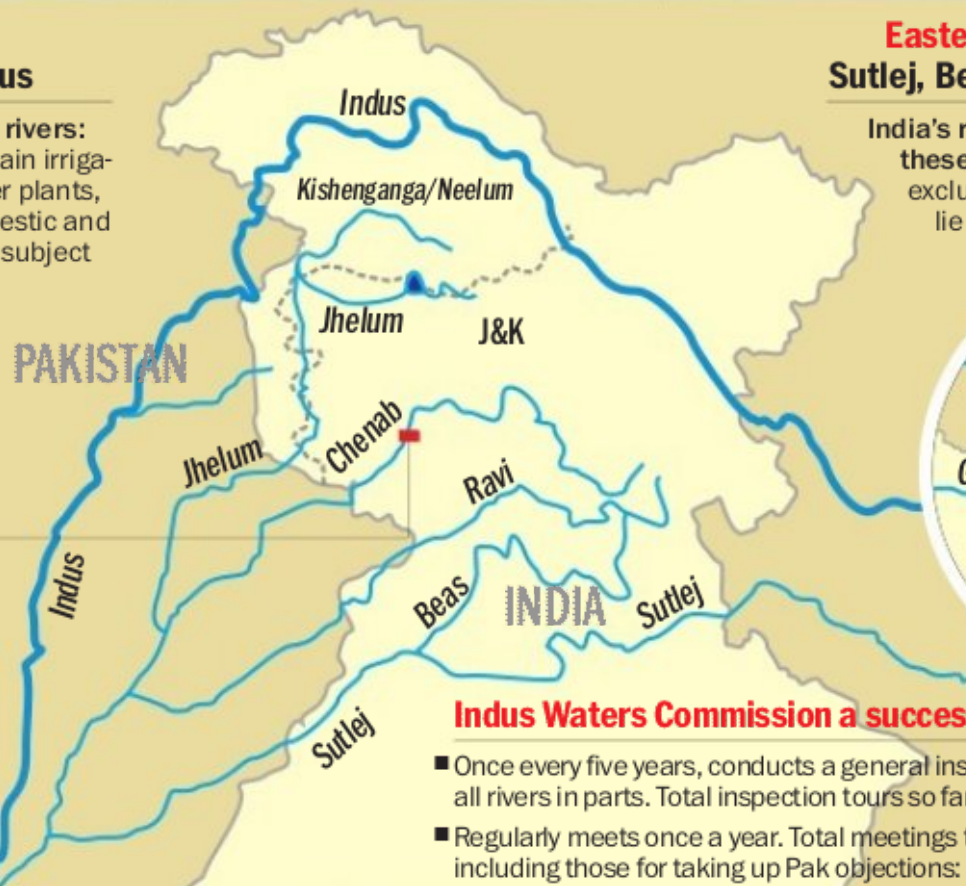 us
rivers:
ain irriga-
er plants,
estic and
subject
Easte
Sutlej, Be
India's r
these
exclu
lie
Indus
Kishenganga/Neelum
Jhelum
J&K
PAKISTAN
Chenab
Jhelum
Ravi
Indus
Beas
INDIA
Sutlej
Sutlej
Indus Waters Commission a succes
■ Once every five years, conducts a general ins
all rivers in parts. Total inspection tours so far
■ Regularly meets once a year. Total meetings
including those for taking up Pak objections: